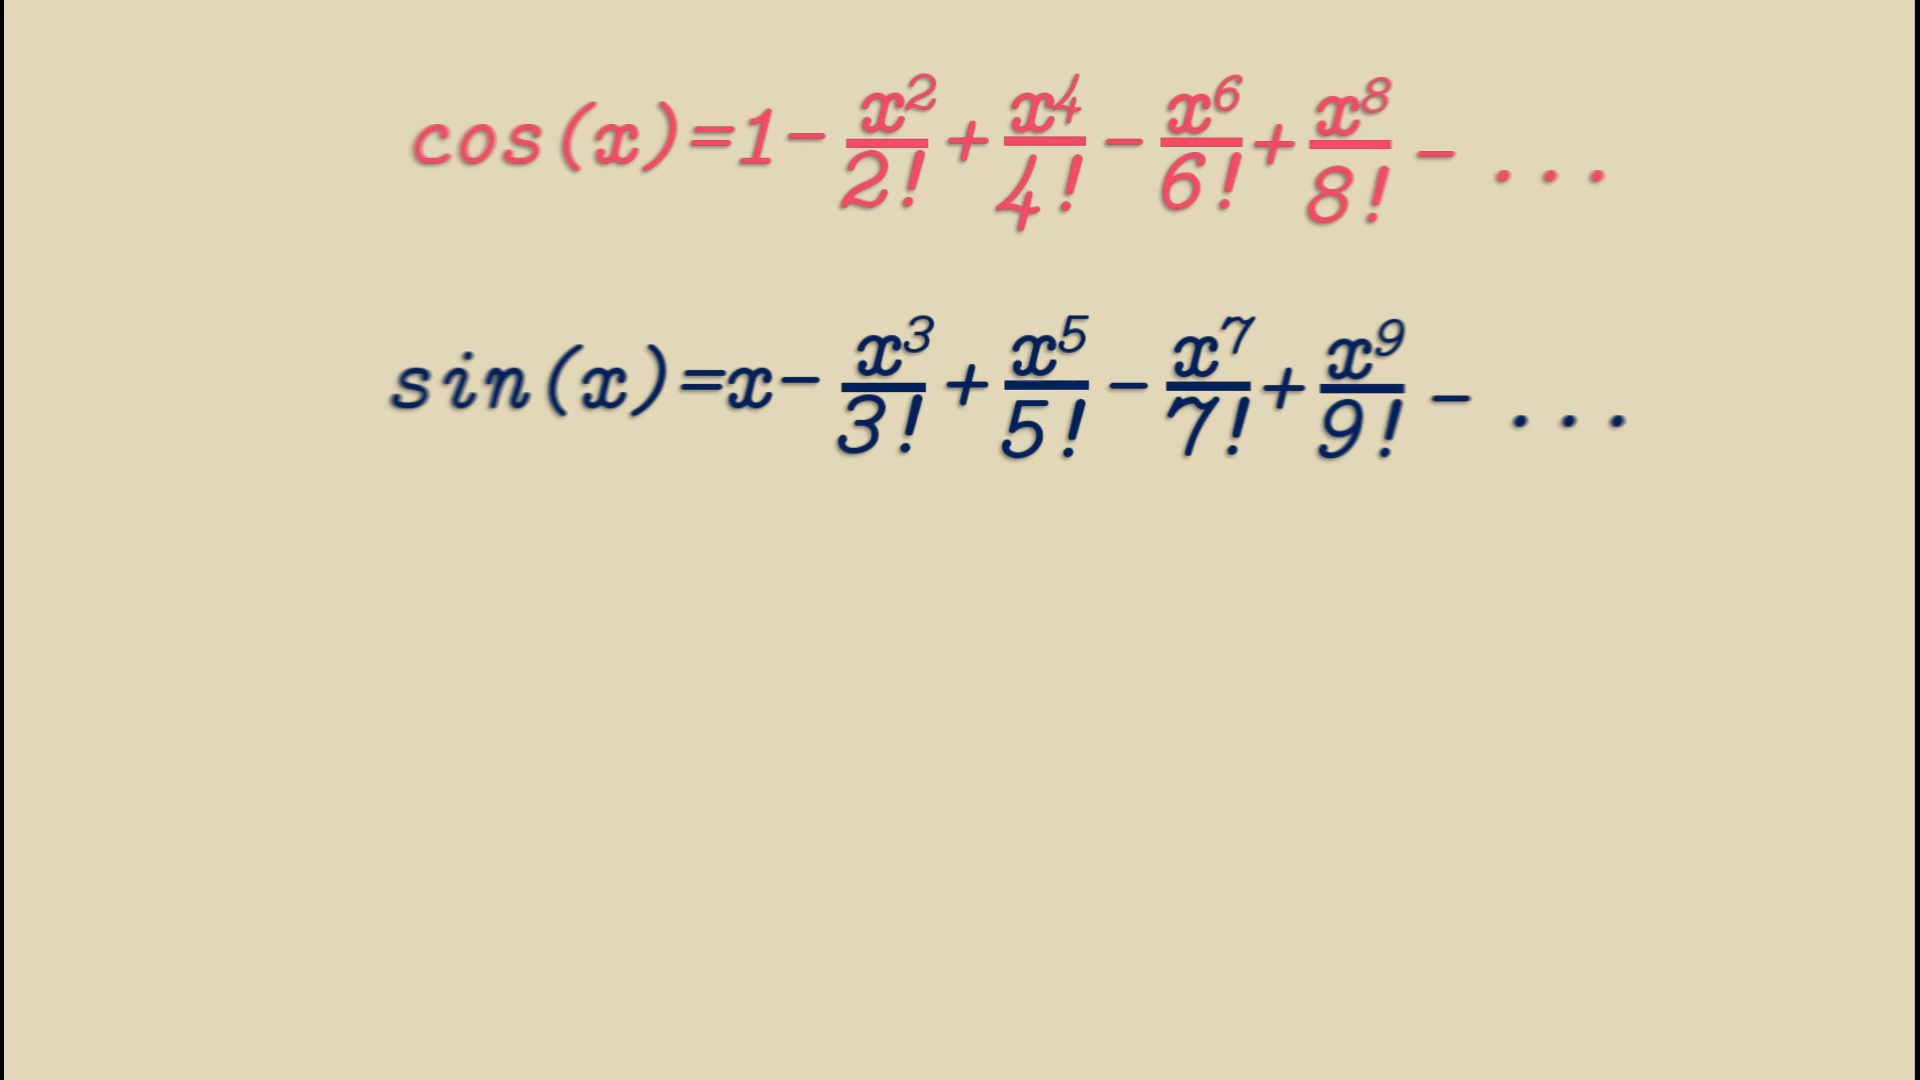 cos(x)=1-x²/2!+x⁴/4!-x⁶/6!+x⁸/8!-...
sin(x)=x-x³/3!+x⁵/5!-x⁷/7!+x⁹/9!-...